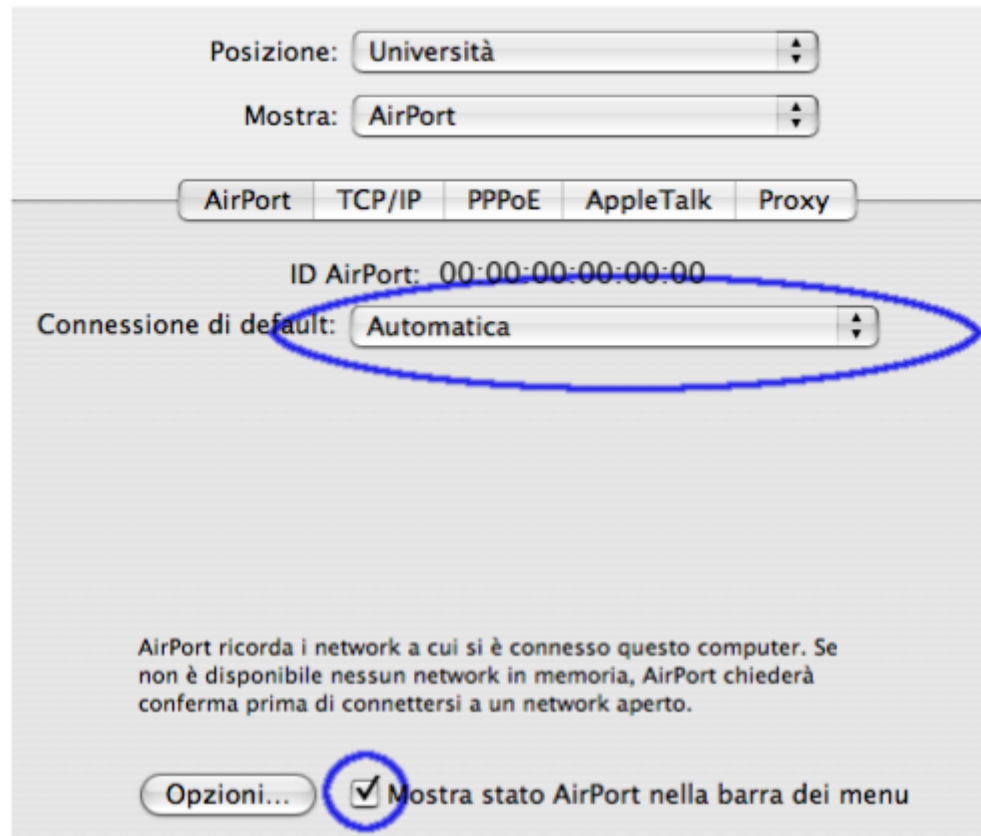 Posizione: Università
Mostra: AirPort
AirPort TCP/IP PPPoE AppleTalk Proxy
ID AirPort: 00:00:00:00:00:00
Connessione di default: Automatica
AirPort ricorda i network a cui si è connesso questo computer. Se
non è disponibile nessun network in memoria, AirPort chiederà
conferma prima di connettersi a un network aperto.
Opzioni... Mostra stato AirPort nella barra dei menu